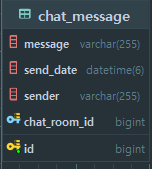 chat_message
message varchar(255)
send_date datetime(6)
sender varchar(255)
chat_room_id bigint
id bigint